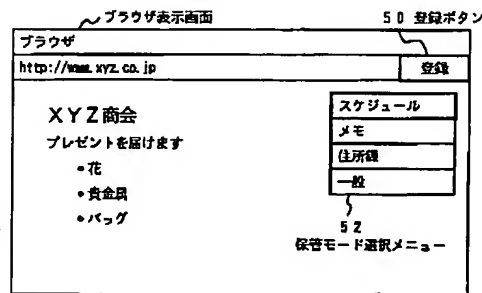 ブラウザ表示画面
50 登録ボタン
ブラウザ
http://www.xyz.co.jp
登録
XYZ商会
プレゼントを届けます
•花
•貴金属
•バッグ
スケジュール
メモ
住所録
一般
52
保管モード選択メニュー